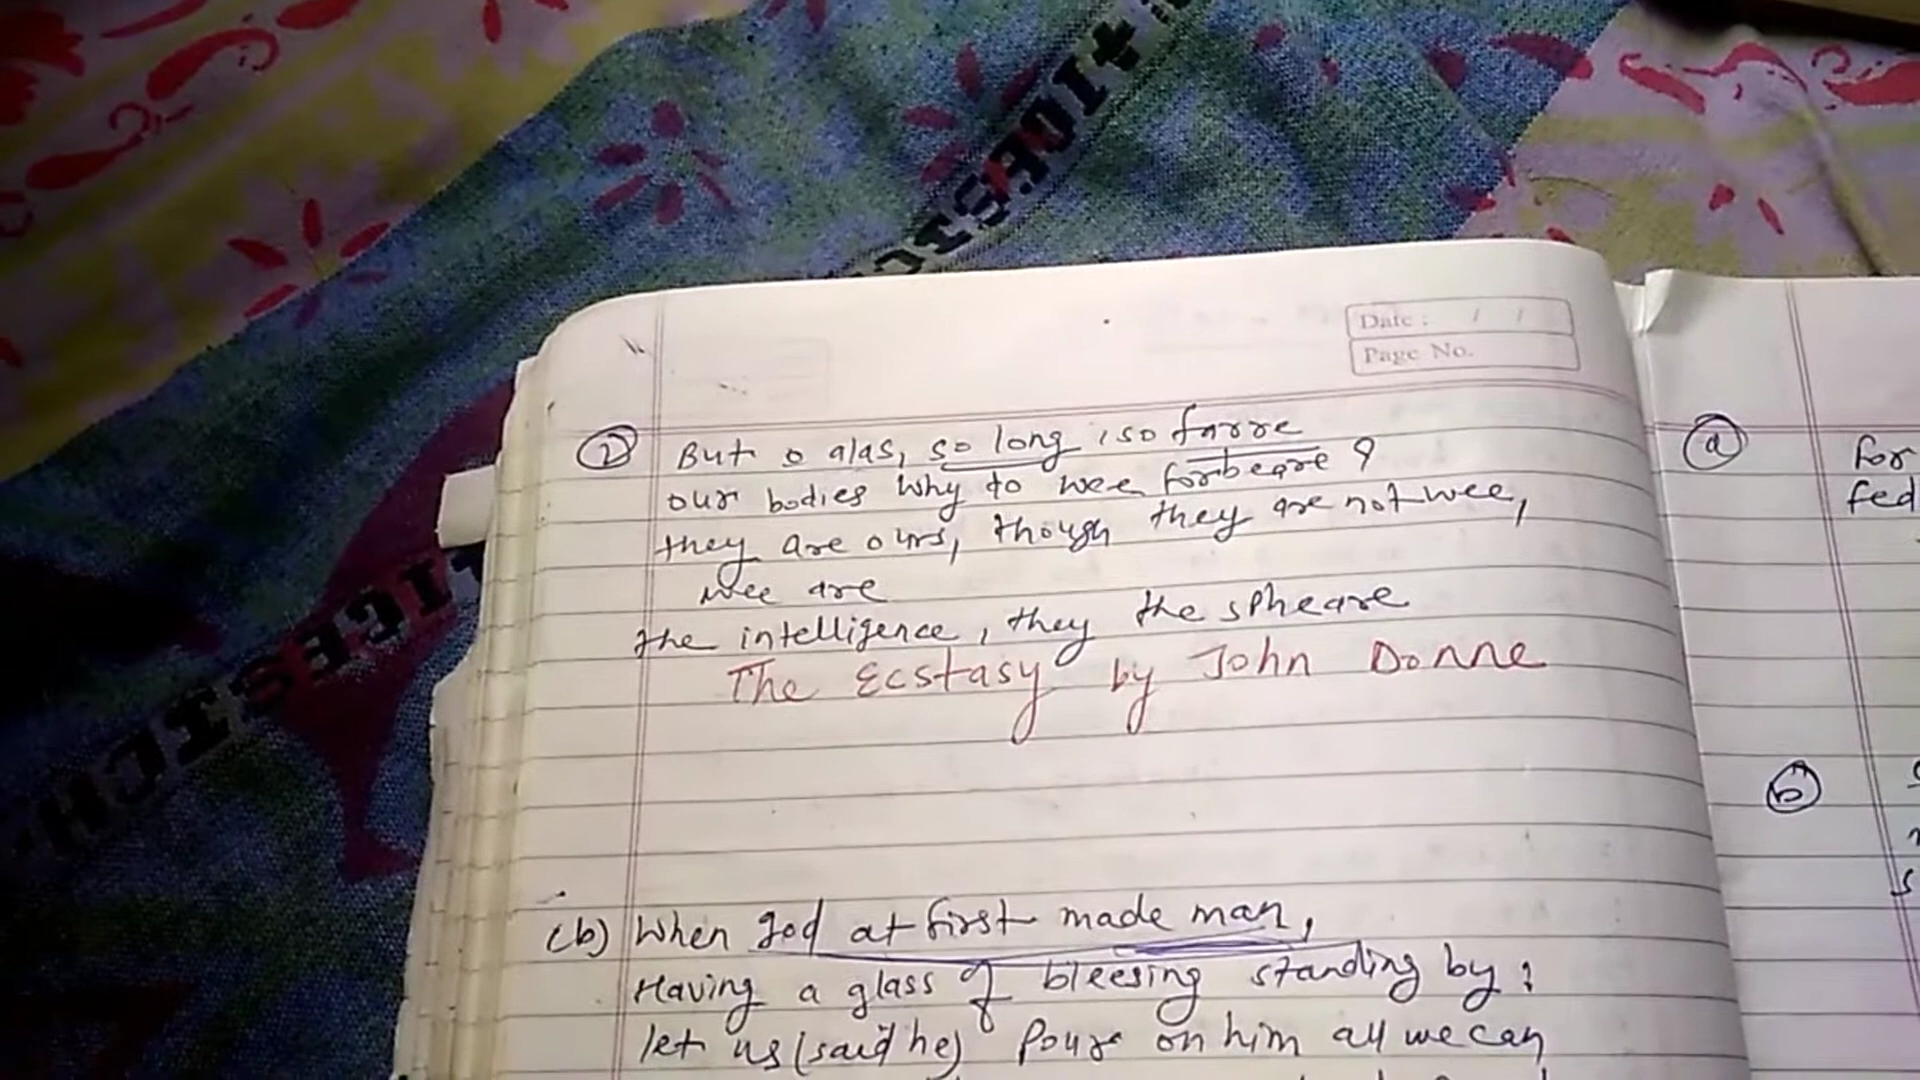 Date : / /
Page No.
① But o alas, so long, so farre
our bodies why do wee forbeare ?
they are ours, though they are not wee,
wee are
the intelligence, they the spheare
The Ecstasy by John Donne
(b) When god at first made man,
Having a glass of bleesing standing by;
let us (said he) Pour on him all we can
(a) for
fed
(b)